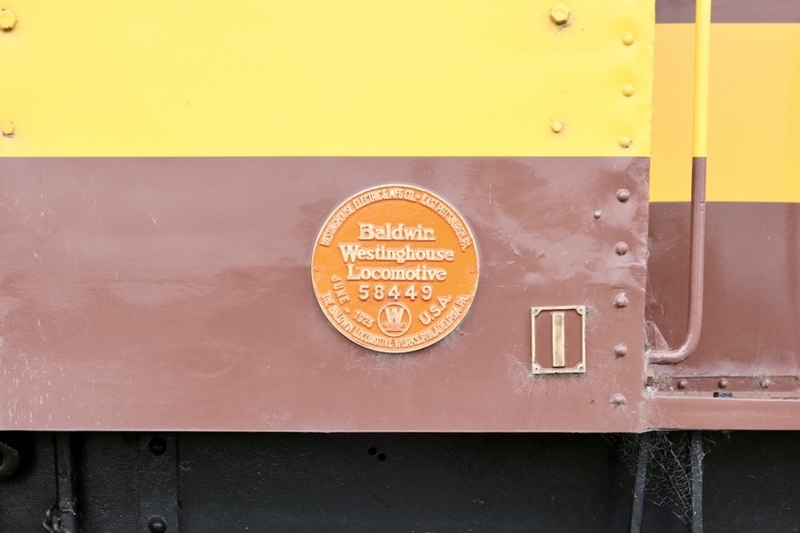 WESTINGHOUSE ELECTRIC & MFG CO. - EAST PITTSBURGH, PA.
Baldwin
Westinghouse
Locomotive
58449
JUNE - 1925
W
U.S.A.
THE BALDWIN LOCOMOTIVE WORKS, PHILADELPHIA, PA.
1